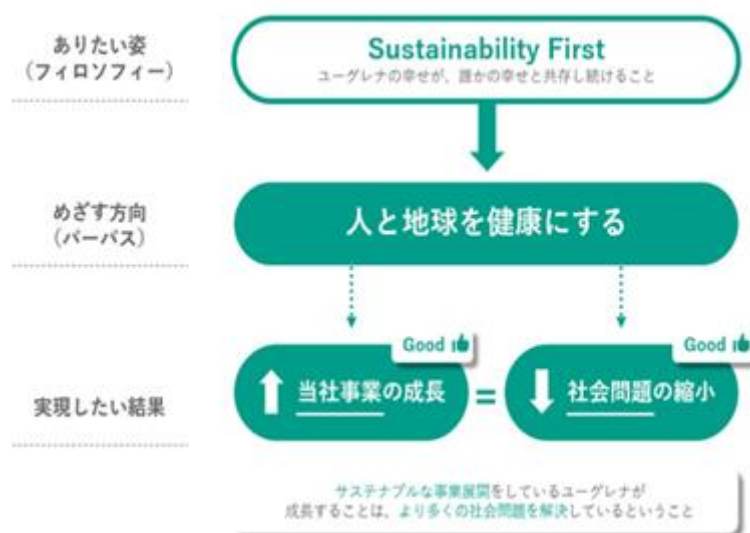 ありたい姿
(フィロソフィー)
Sustainability First
ユーグレナの幸せが、誰かの幸せと共存し続けること
めざす方向
(パーパス)
人と地球を健康にする
実現したい結果
Good
当社事業の成長
=
Good
社会問題の縮小
サステナブルな事業展開をしているユーグレナが
成長することは、より多くの社会問題を解決しているということ